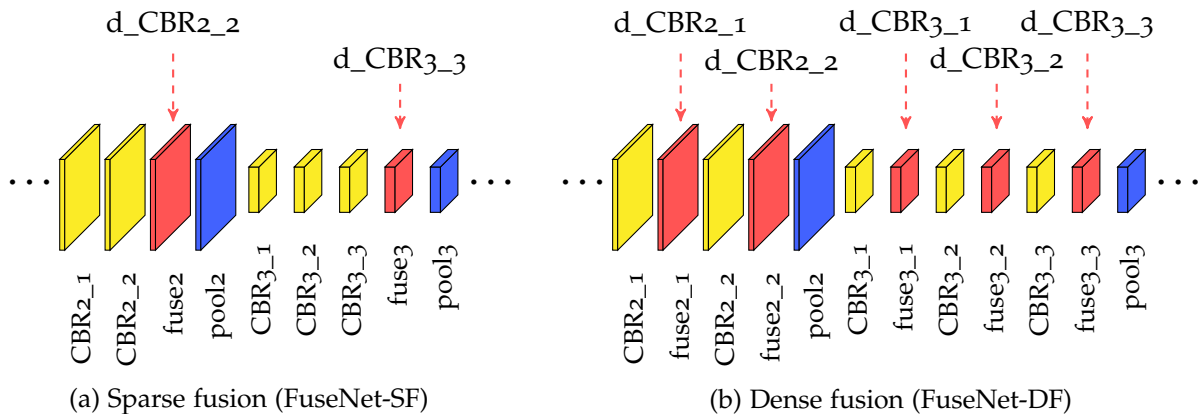 d_CBR2_2
d_CBR3_3
· · ·
CBR2_1
CBR2_2
fuse2
pool2
CBR3_1
CBR3_2
CBR3_3
fuse3
pool3
· · ·
(a) Sparse fusion (FuseNet-SF)
d_CBR2_1
d_CBR2_2
d_CBR3_1
d_CBR3_2
d_CBR3_3
· · ·
CBR2_1
fuse2_1
CBR2_2
fuse2_2
pool2
CBR3_1
fuse3_1
CBR3_2
fuse3_2
CBR3_3
fuse3_3
pool3
· · ·
(b) Dense fusion (FuseNet-DF)